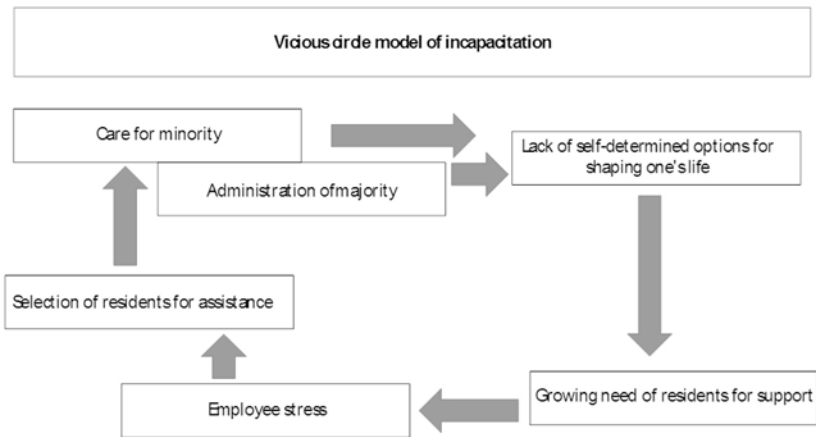 Vicious circle model of incapacitation
Care for minority
Administration of majority
Lack of self-determined options for
shaping one's life
Selection of residents for assistance
Employee stress
Growing need of residents for support